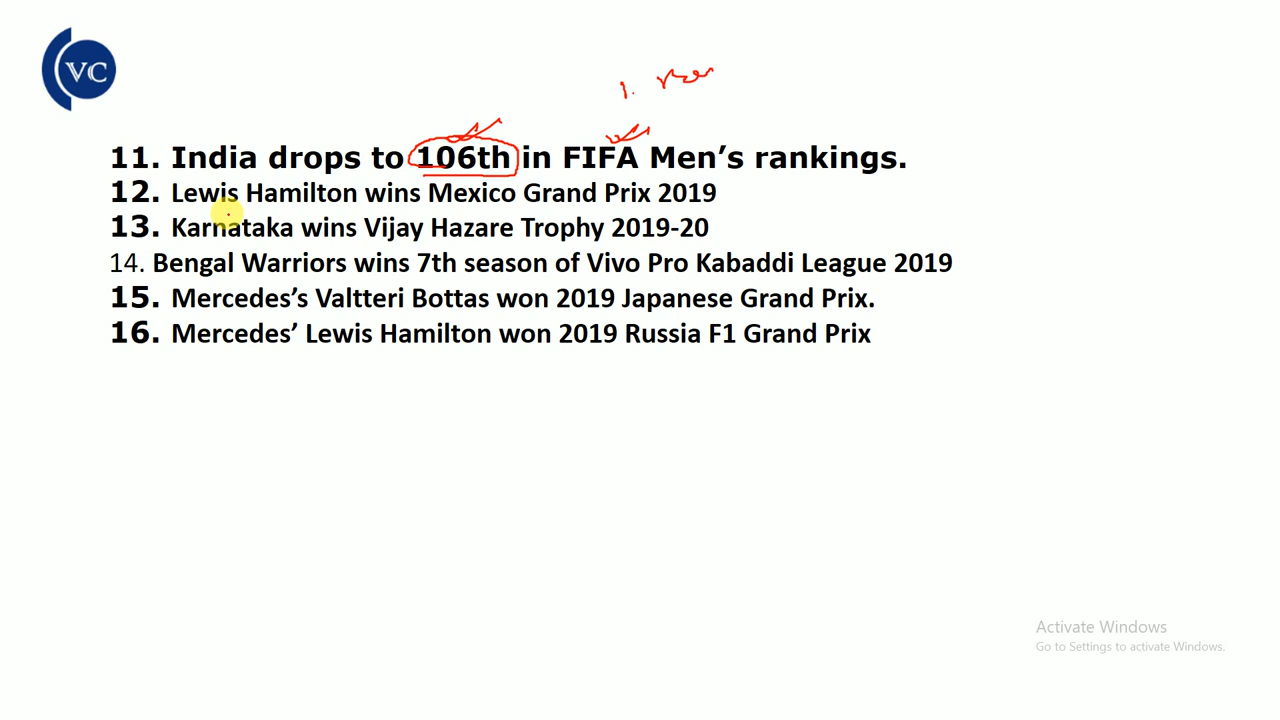 VC
1.
11. India drops to 106th in FIFA Men’s rankings.
12. Lewis Hamilton wins Mexico Grand Prix 2019
13. Karnataka wins Vijay Hazare Trophy 2019-20
14. Bengal Warriors wins 7th season of Vivo Pro Kabaddi League 2019
15. Mercedes’s Valtteri Bottas won 2019 Japanese Grand Prix.
16. Mercedes’ Lewis Hamilton won 2019 Russia F1 Grand Prix
Activate Windows
Go to Settings to activate Windows.